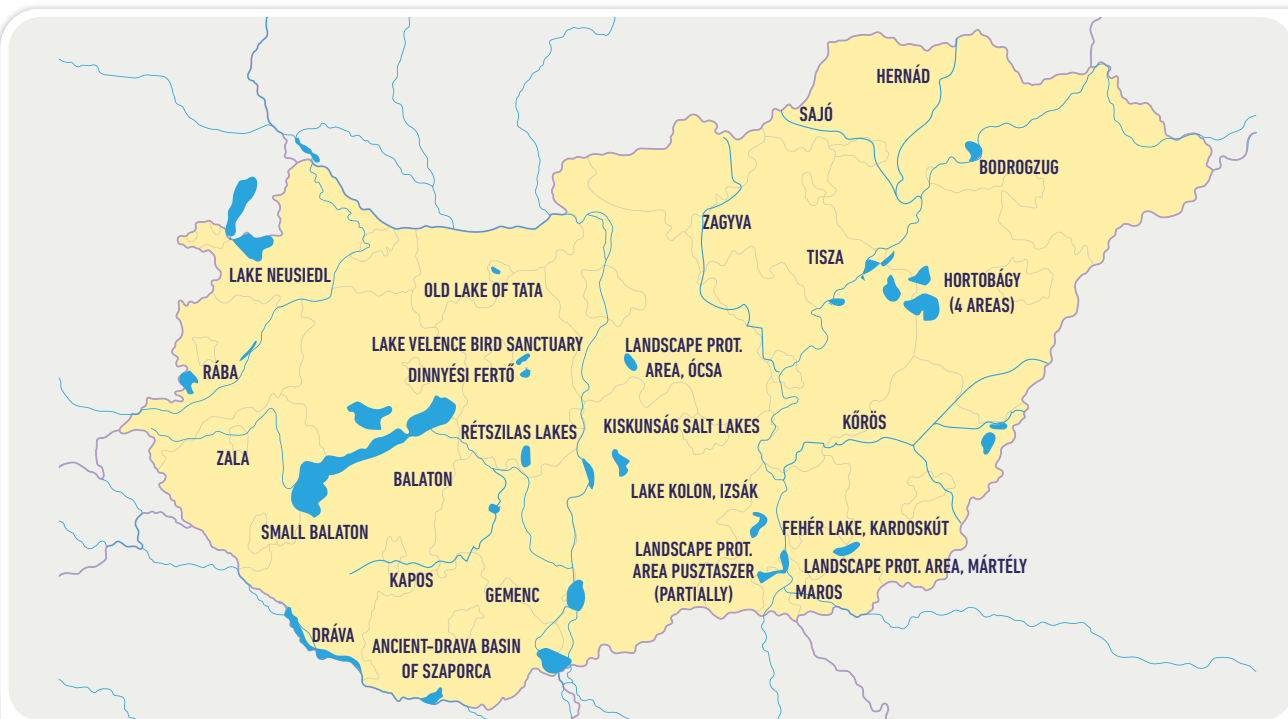 HERNÁD
SAJÓ
BODROGZUG
ZAGYVA
TISZA
LAKE NEUSIEDL
OLD LAKE OF TATA
HORTOBÁGY
(4 AREAS)
LAKE VELENCE BIRD SANCTUARY
DINNYÉSI FERTŐ
LANDSCAPE PROT.
AREA, ÓCSA
RÁBA
RÉTSZILAS LAKES
KISKUNSÁG SALT LAKES
KŐRÖS
ZALA
BALATON
LAKE KOLON, IZSÁK
SMALL BALATON
FEHÉR LAKE, KARDOSKÚT
LANDSCAPE PROT.
AREA PUSZTASZER
(PARTIALLY)
LANDSCAPE PROT. AREA, MÁRTÉLY
KAPOS
GEMENC
MAROS
DRÁVA
ANCIENT-DRAVA BASIN
OF SZAPORCA